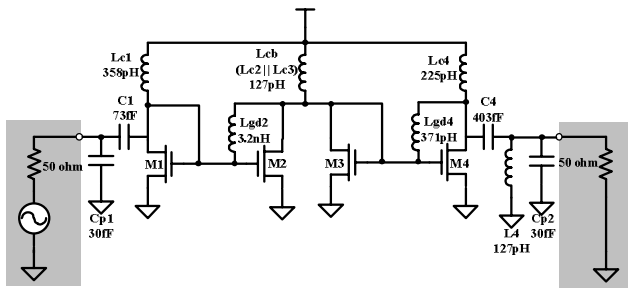 Lc1
358pH
Lcb
(Lc2 || Lc3)
127pH
Lc4
225pH
C1
73fF
Lgd2
3.2nH
Lgd4
371pH
C4
403fF
50 ohm
M1
M2
M3
M4
50 ohm
Cp1
30fF
L4
127pH
Cp2
30fF